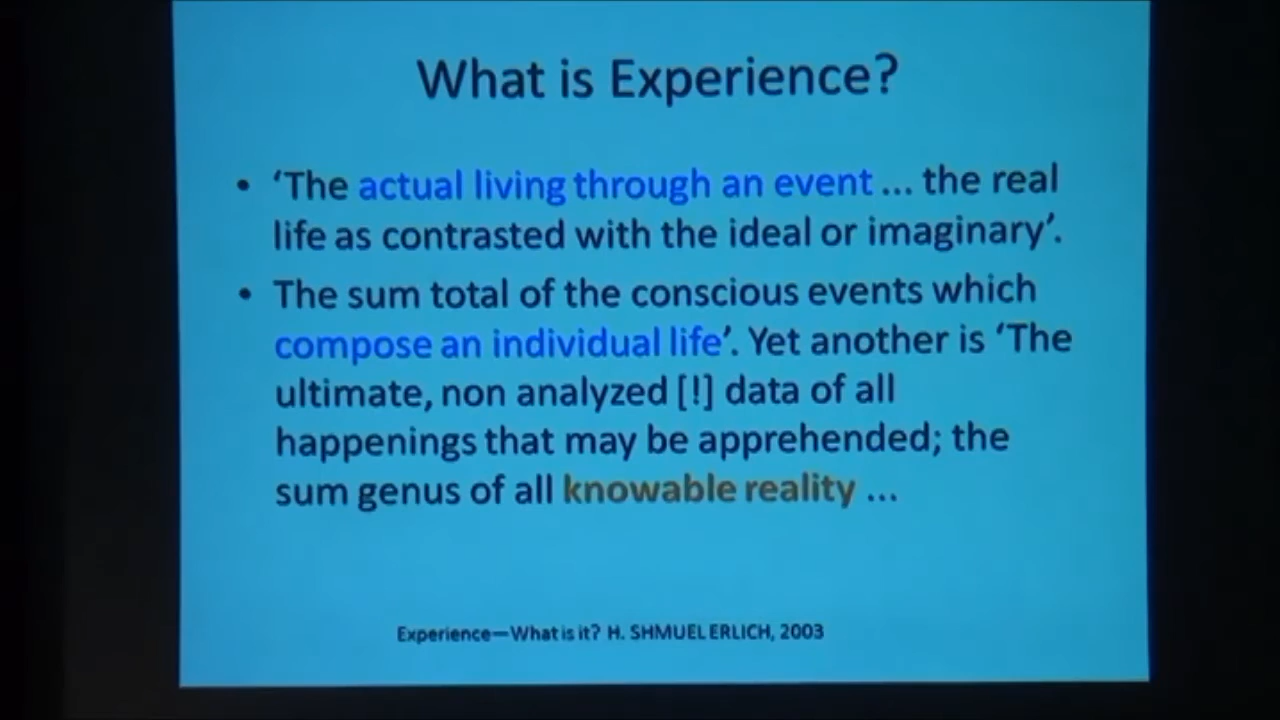 What is Experience?
• ‘The actual living through an event ... the real
life as contrasted with the ideal or imaginary’.
• The sum total of the conscious events which
compose an individual life’. Yet another is ‘The
ultimate, non analyzed [!] data of all
happenings that may be apprehended; the
sum genus of all knowable reality ...
Experience—What is it? H. SHMUEL ERLICH, 2003